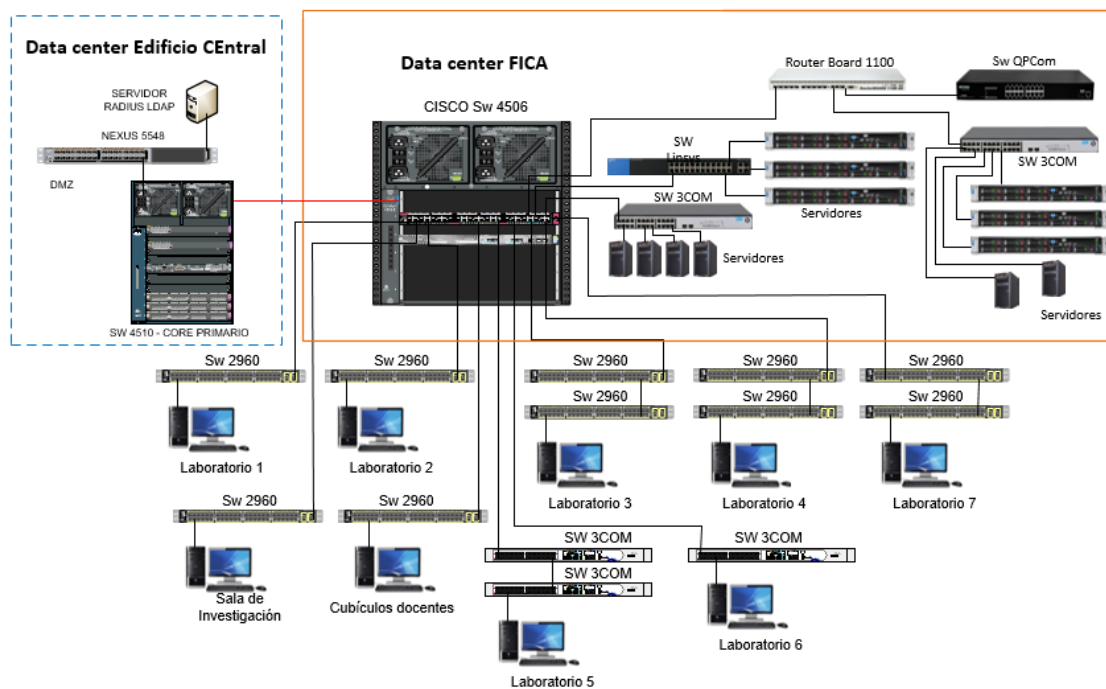 Data center Edificio CEntral
SERVIDOR
RADIUS LDAP
NEXUS 5548
DMZ
SW 4510 - CORE PRIMARIO
Data center FICA
CISCO Sw 4506
Router Board 1100
Sw QPCom
SW
Linsys
SW 3COM
Servidores
SW 3COM
Servidores
Servidores
Sw 2960
Laboratorio 1
Sw 2960
Laboratorio 2
Sw 2960
Sw 2960
Laboratorio 3
Sw 2960
Sw 2960
Laboratorio 4
Sw 2960
Sw 2960
Laboratorio 7
Sw 2960
Sala de
Investigación
Sw 2960
Cubículos docentes
SW 3COM
SW 3COM
Laboratorio 5
SW 3COM
Laboratorio 6